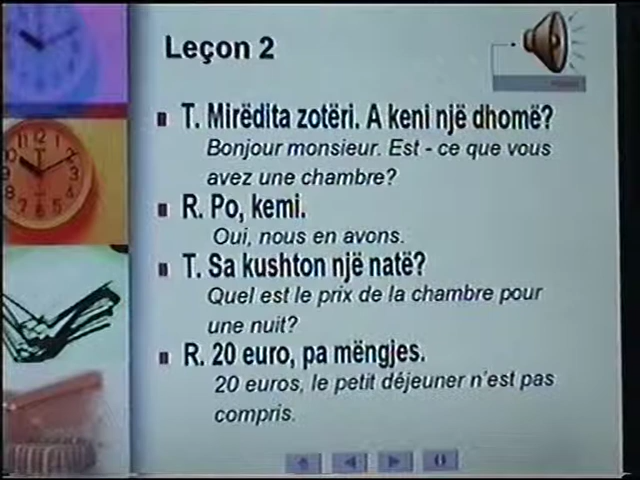 Leçon 2
T. Mirëdita zotëri. A keni një dhomë?
Bonjour monsieur. Est - ce que vous
avez une chambre?
R. Po, kemi.
Oui, nous en avons.
T. Sa kushton një natë?
Quel est le prix de la chambre pour
une nuit?
R. 20 euro, pa mëngjes.
20 euros, le petit déjeuner n'est pas
compris.